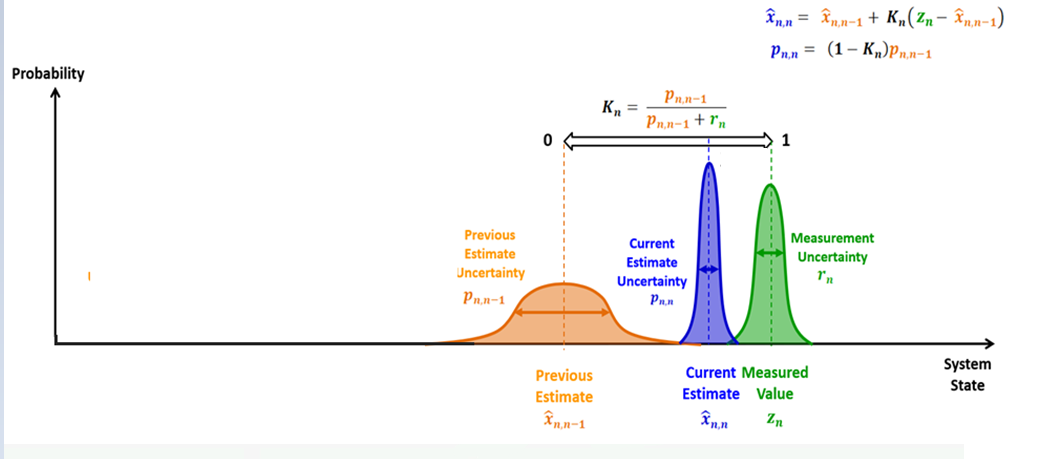 x̂n,n = x̂n,n−1 + Kn(zn − x̂n,n−1)
pn,n = (1 − Kn)pn,n−1
Probability
Kn = pn,n−1 / pn,n−1 + rn
0
1
Previous
Estimate
Uncertainty
pn,n−1
Current
Estimate
Uncertainty
pn,n
Measurement
Uncertainty
rn
System
State
Previous
Estimate
x̂n,n−1
Current
Estimate
x̂n,n
Measured
Value
zn